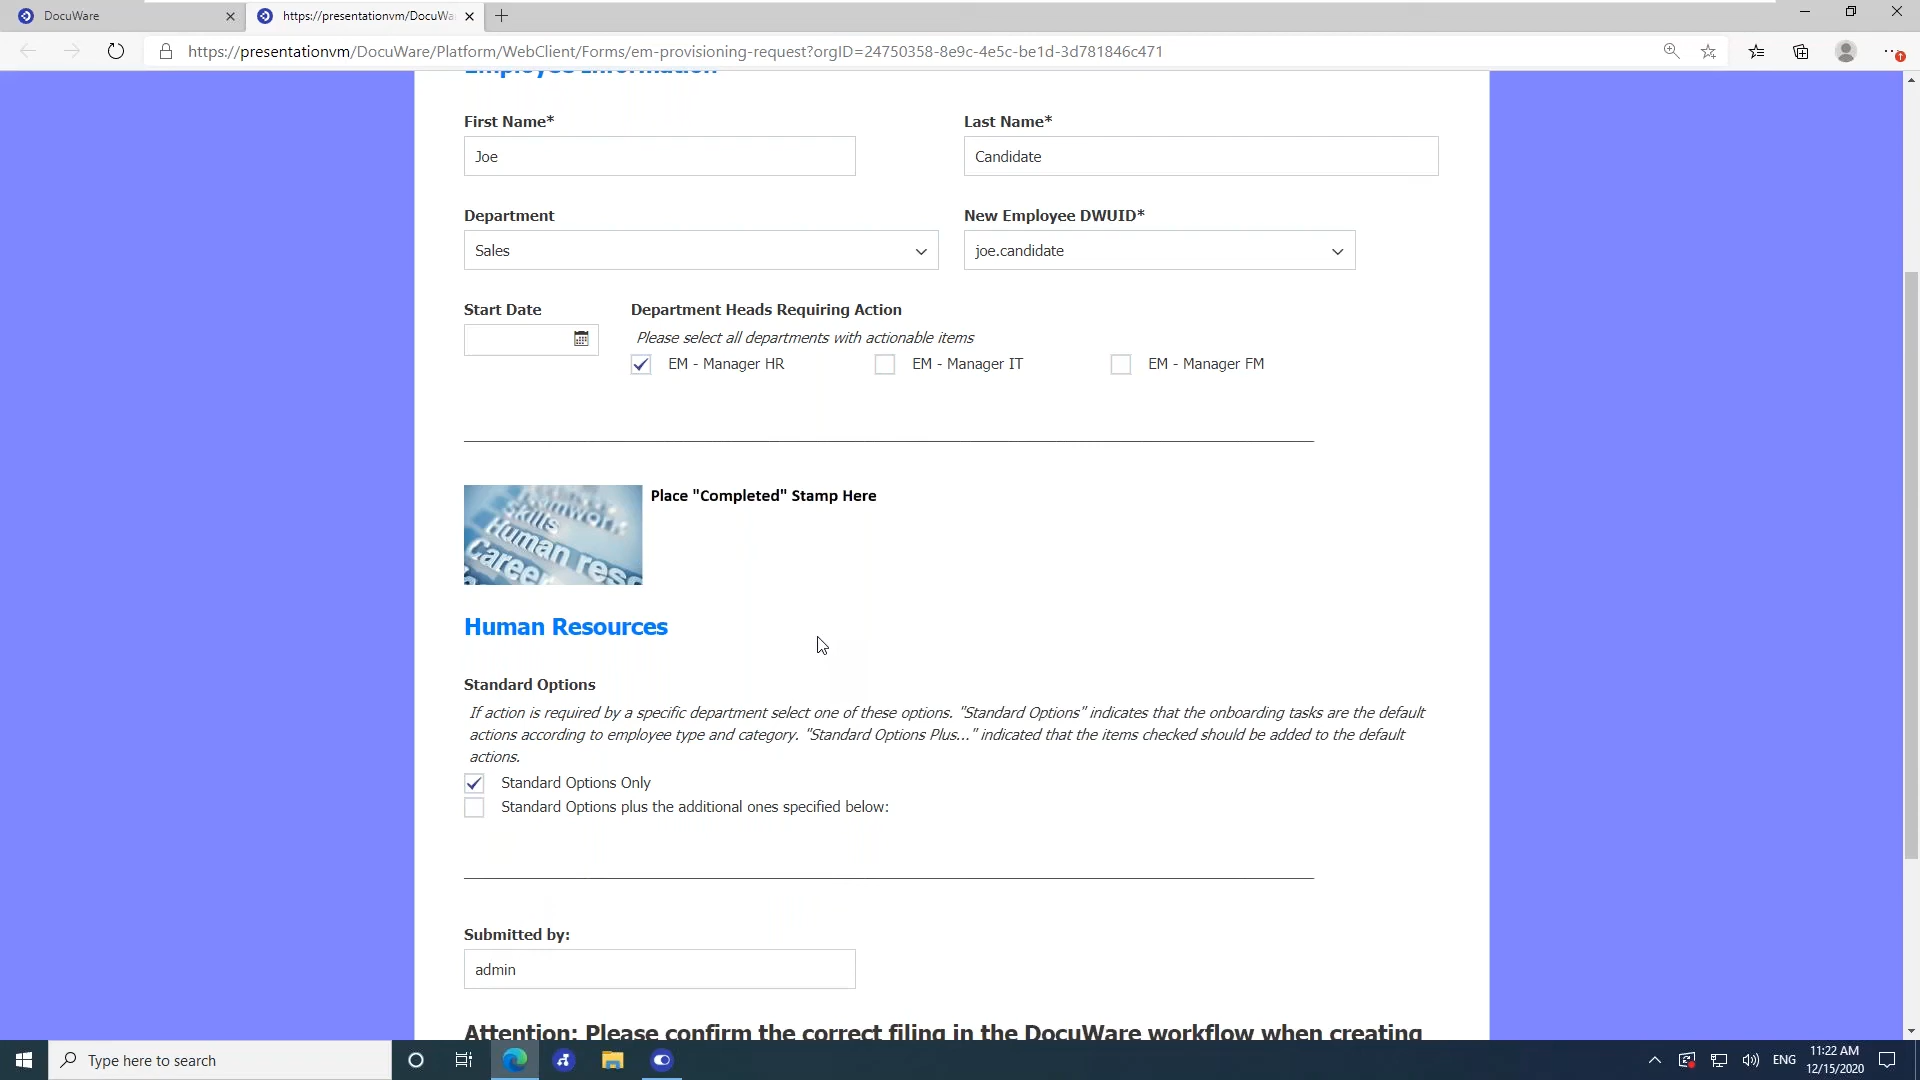 DocuWare
https://presentationvm/DocuWa
https://presentationvm/DocuWare/Platform/WebClient/Forms/em-provisioning-request?orgID=24750358-8e9c-4e5c-be1d-3d781846c471
Employee Information
First Name*
Last Name*
Joe
Candidate
Department
New Employee DWUID*
Sales
joe.candidate
Start Date
Department Heads Requiring Action
Please select all departments with actionable items
EM - Manager HR
EM - Manager IT
EM - Manager FM
Place "Completed" Stamp Here
skills
Human reso
Career
Human Resources
Standard Options
If action is required by a specific department select one of these options. "Standard Options" indicates that the onboarding tasks are the default
actions according to employee type and category. "Standard Options Plus..." indicated that the items checked should be added to the default
actions.
Standard Options Only
Standard Options plus the additional ones specified below:
Submitted by:
admin
Attention: Please confirm the correct filing in the DocuWare workflow when creating
Type here to search
ENG
11:22 AM
12/15/2020